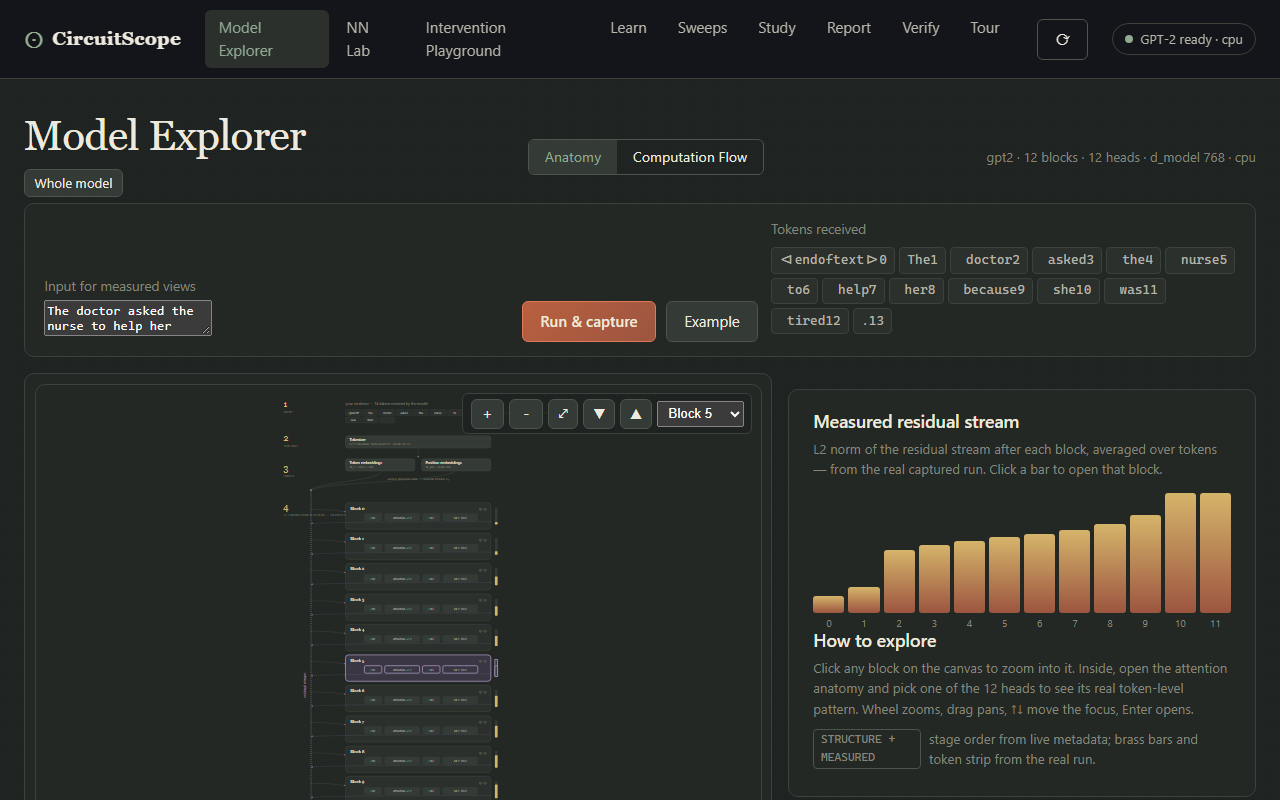 CircuitScope
Model Explorer
NN Lab
Intervention Playground
Learn
Sweeps
Study
Report
Verify
Tour
GPT-2 ready · cpu
Model Explorer
Whole model
Anatomy
Computation Flow
gpt2 · 12 blocks · 12 heads · d_model 768 · cpu
Input for measured views
The doctor asked the
nurse to help her
Run & capture
Example
Tokens received
<|endoftext|>0 The1 doctor2 asked3 the4 nurse5
to6 help7 her8 because9 she10 was11
tired12 .13
+ - ⤢ ▼ ▲ Block 5
1
2
Tokenizer
3
Token embeddings
Position embeddings
4
Block 0
Block 1
Block 2
Block 3
Block 4
Block 5
Block 6
Block 7
Block 8
Block 9
Measured residual stream
L2 norm of the residual stream after each block, averaged over tokens
— from the real captured run. Click a bar to open that block.
0 1 2 3 4 5 6 7 8 9 10 11
How to explore
Click any block on the canvas to zoom into it. Inside, open the attention
anatomy and pick one of the 12 heads to see its real token-level
pattern. Wheel zooms, drag pans, ↑↓ move the focus, Enter opens.
STRUCTURE +
MEASURED
stage order from live metadata; brass bars and
token strip from the real run.